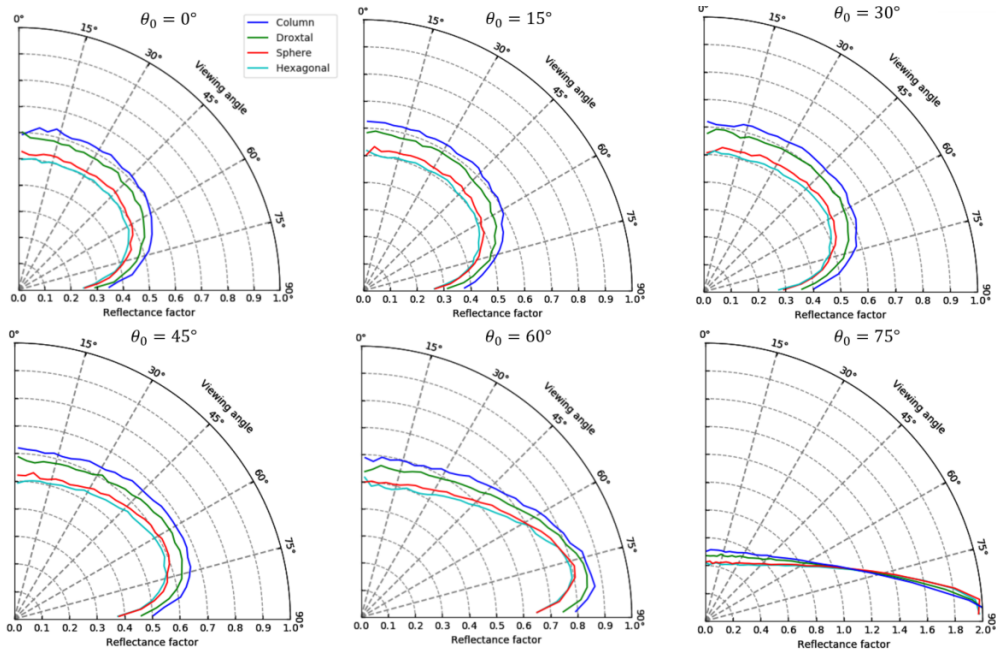 θ₀ = 0°
θ₀ = 15°
θ₀ = 30°
Column
Droxtal
Sphere
Hexagonal
0°
15°
30°
Viewing angle
45°
60°
75°
90°
0.0 0.1 0.2 0.3 0.4 0.5 0.6 0.7 0.8 0.9 1.0
Reflectance factor
0°
15°
30°
Viewing angle
45°
60°
75°
90°
0.0 0.1 0.2 0.3 0.4 0.5 0.6 0.7 0.8 0.9 1.0
Reflectance factor
0°
15°
30°
Viewing angle
45°
60°
75°
90°
0.0 0.1 0.2 0.3 0.4 0.5 0.6 0.7 0.8 0.9 1.0
Reflectance factor
θ₀ = 45°
θ₀ = 60°
θ₀ = 75°
0°
15°
30°
Viewing angle
45°
60°
75°
90°
0.0 0.1 0.2 0.3 0.4 0.5 0.6 0.7 0.8 0.9 1.0
Reflectance factor
0°
15°
30°
Viewing angle
45°
60°
75°
90°
0.0 0.1 0.2 0.3 0.4 0.5 0.6 0.7 0.8 0.9 1.0
Reflectance factor
0°
15°
30°
Viewing angle
45°
60°
75°
90°
0.0 0.2 0.4 0.6 0.8 1.0 1.2 1.4 1.6 1.8 2.0
Reflectance factor